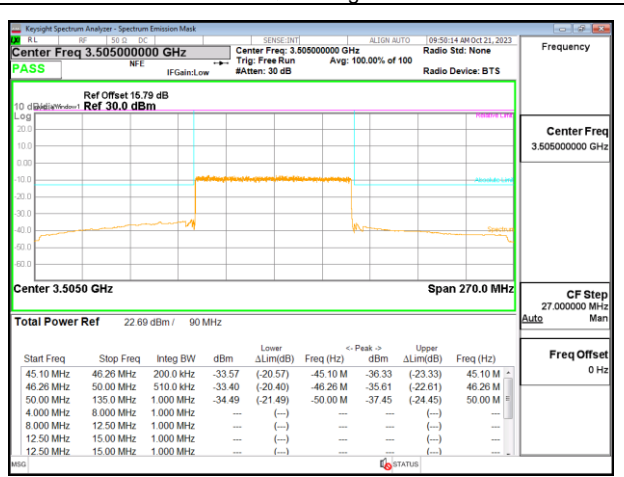 Keysight Spectrum Analyzer - Spectrum Emission Mask
RL RF 50 Ω DC SENSE:INT ALIGN AUTO 09:50:14 AM Oct 21, 2023
Center Freq 3.505000000 GHz
Center Freq: 3.505000000 GHz
Radio Std: None
PASS
NFE
IFGain:Low
Trig: Free Run
Avg: 100.00% of 100
#Atten: 30 dB
Radio Device: BTS
Frequency
Ref Offset 15.79 dB
10 dB/div
Ref 30.0 dBm
Log
Relative Limit
20.0
10.0
0.00
-10.0
Absolute Limit
-20.0
-30.0
-40.0
Spectrum
-50.0
-60.0
Center 3.5050 GHz
Span 270.0 MHz
Center Freq
3.505000000 GHz
CF Step
27.000000 MHz
Auto Man
Freq Offset
0 Hz
Total Power Ref 22.69 dBm / 90 MHz
Lower <- Peak -> Upper
Start Freq Stop Freq Integ BW dBm ΔLim(dB) Freq (Hz) dBm ΔLim(dB) Freq (Hz)
45.10 MHz 46.26 MHz 200.0 kHz -33.57 (-20.57) -45.10 M -36.33 (-23.33) 45.10 M
46.26 MHz 50.00 MHz 510.0 kHz -33.40 (-20.40) -46.26 M -35.61 (-22.61) 46.26 M
50.00 MHz 135.0 MHz 1.000 MHz -34.49 (-21.49) -50.00 M -37.45 (-24.45) 50.00 M
4.000 MHz 8.000 MHz 1.000 MHz --- (---) --- --- (---) ---
8.000 MHz 12.50 MHz 1.000 MHz --- (---) --- --- (---) ---
12.50 MHz 15.00 MHz 1.000 MHz --- (---) --- --- (---) ---
12.50 MHz 15.00 MHz 1.000 MHz --- (---) --- --- (---) ---
MSG
STATUS